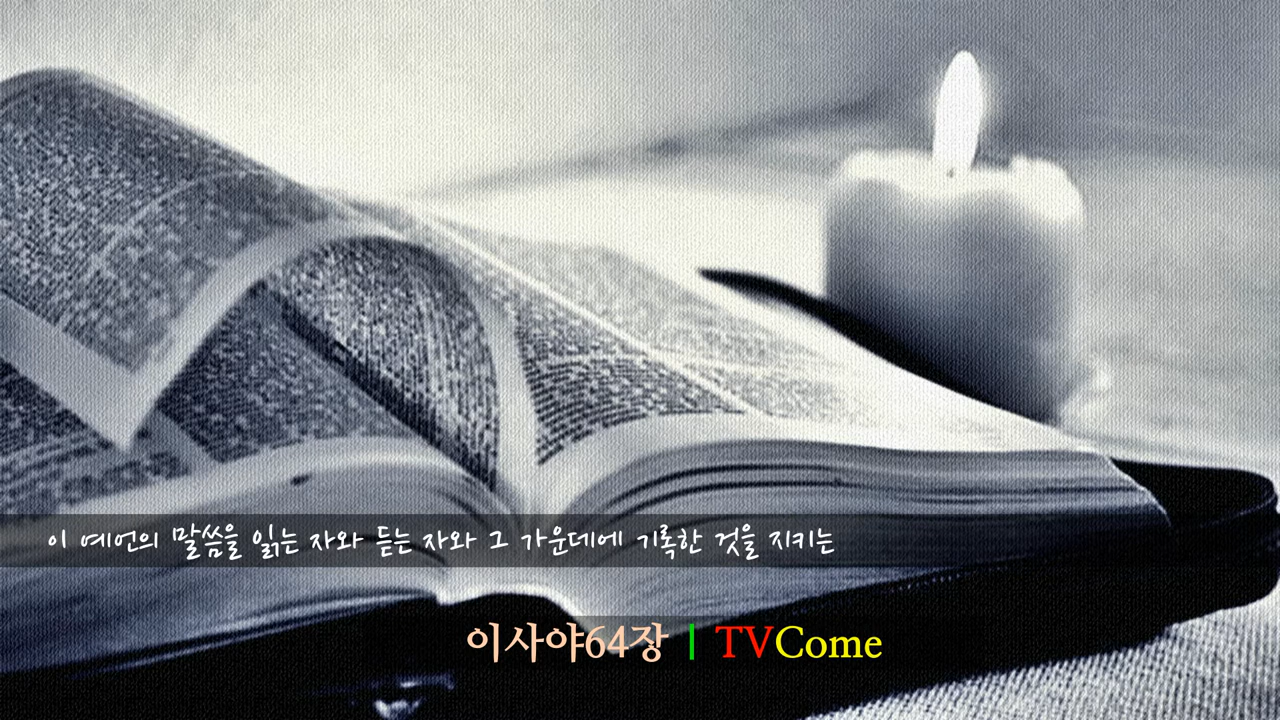 이 예언의 말씀을 읽는 자와 듣는 자와 그 가운데에 기록한 것을 지키는
이사야64장 | TVCome